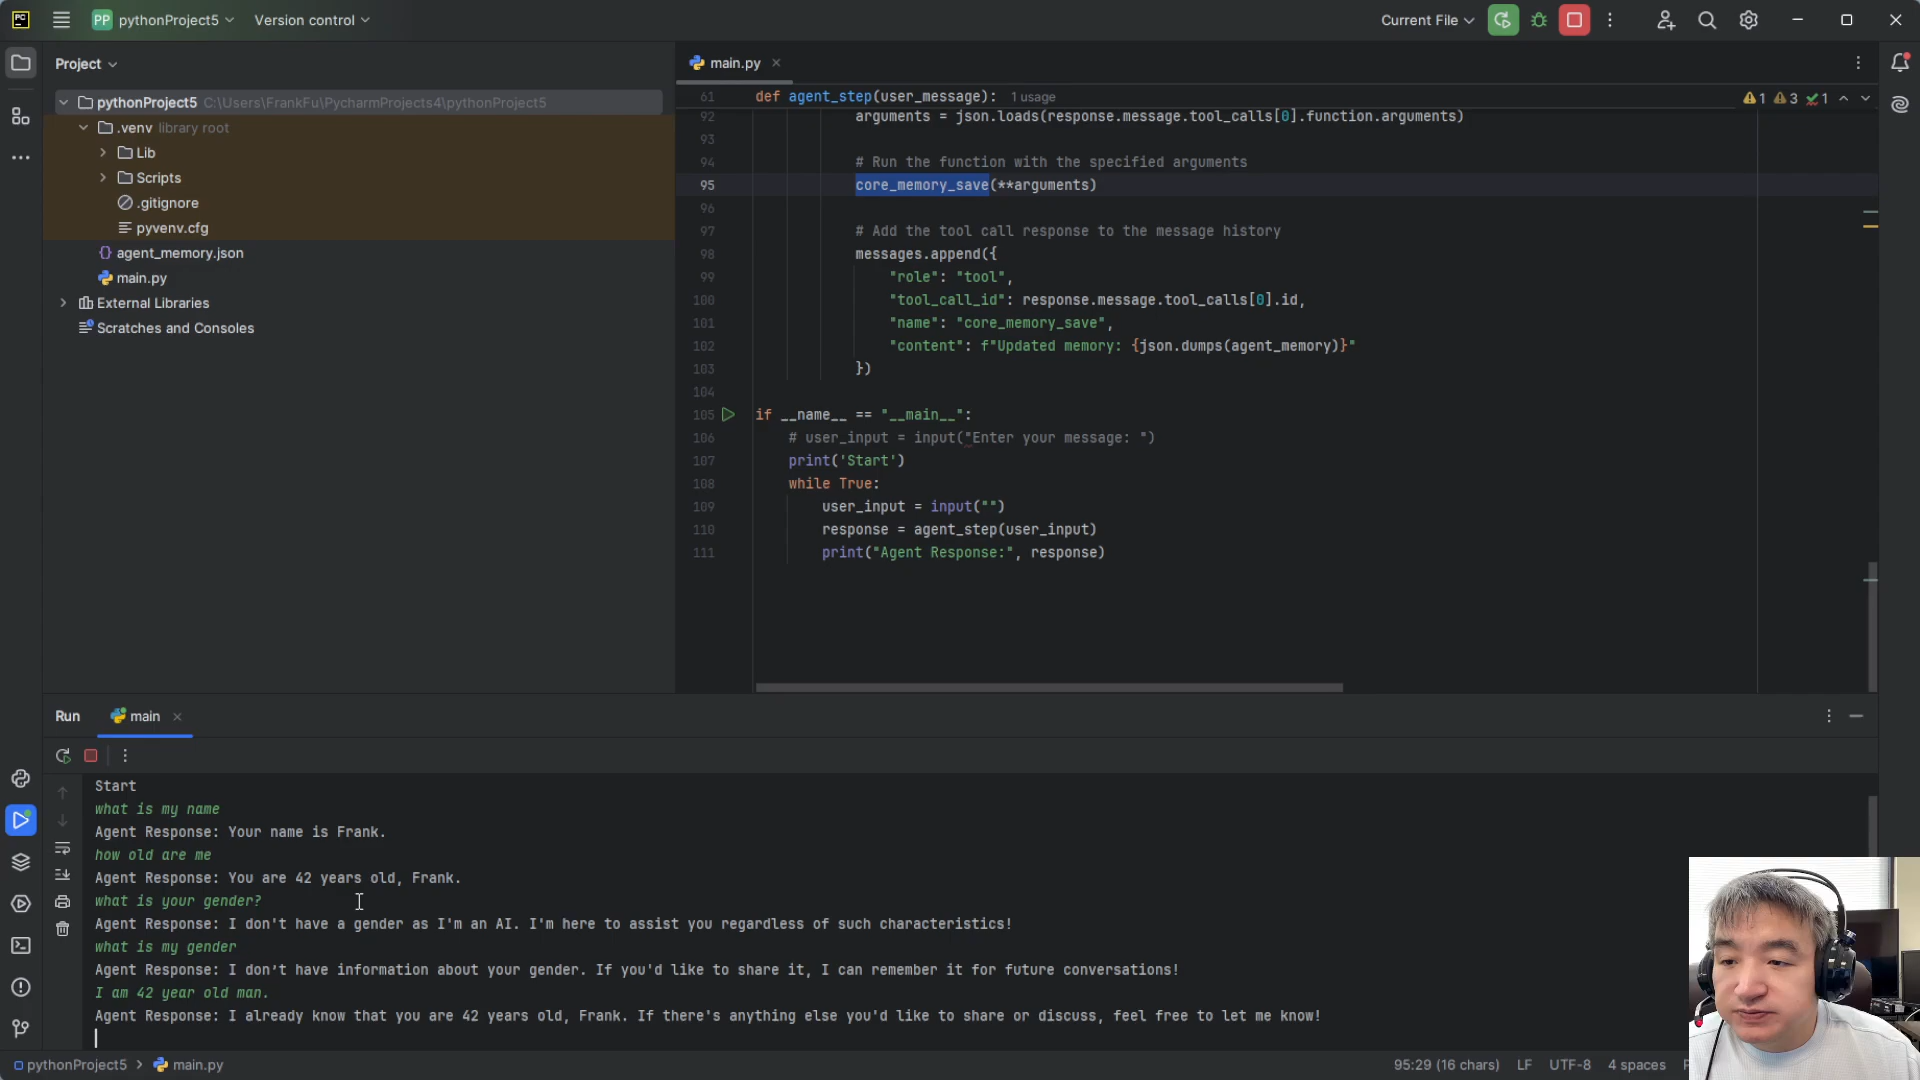 PC
PP pythonProject5
Version control
Current File
Project
pythonProject5 C:\Users\FrankFu\PycharmProjects4\pythonProject5
.venv library root
Lib
Scripts
.gitignore
pyvenv.cfg
agent_memory.json
main.py
External Libraries
Scratches and Consoles
main.py
61 def agent_step(user_message): 1 usage
1 3 1
92 arguments = json.loads(response.message.tool_calls[0].function.arguments)
93
94 # Run the function with the specified arguments
95 core_memory_save(**arguments)
96
97 # Add the tool call response to the message history
98 messages.append({
99 "role": "tool",
100 "tool_call_id": response.message.tool_calls[0].id,
101 "name": "core_memory_save",
102 "content": f"Updated memory: {json.dumps(agent_memory)}"
103 })
104
105 if __name__ == "__main__":
106 # user_input = input("Enter your message: ")
107 print('Start')
108 while True:
109 user_input = input("")
110 response = agent_step(user_input)
111 print("Agent Response:", response)
Run
main
Start
what is my name
Agent Response: Your name is Frank.
how old are me
Agent Response: You are 42 years old, Frank.
what is your gender?
Agent Response: I don't have a gender as I'm an AI. I'm here to assist you regardless of such characteristics!
what is my gender
Agent Response: I don't have information about your gender. If you'd like to share it, I can remember it for future conversations!
I am 42 year old man.
Agent Response: I already know that you are 42 years old, Frank. If there's anything else you'd like to share or discuss, feel free to let me know!
pythonProject5 > main.py
95:29 (16 chars) LF UTF-8 4 spaces